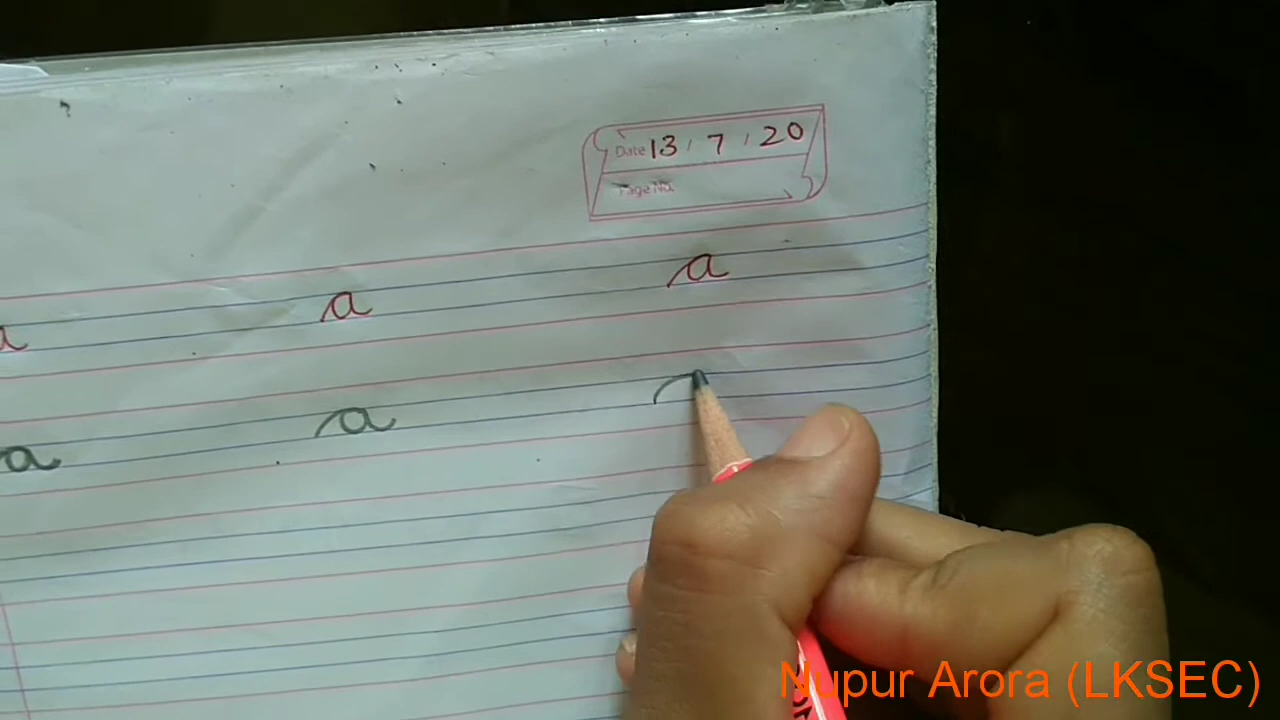 Date 13 / 7 / 20
Page No.
a a a
a a
Nupur Arora (LKSEC)